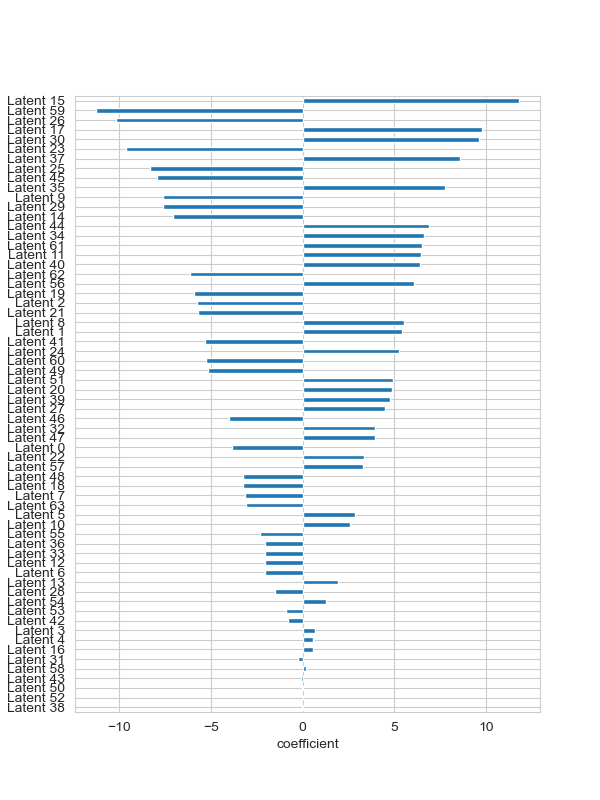 Latent 15
Latent 59
Latent 26
Latent 17
Latent 30
Latent 23
Latent 37
Latent 25
Latent 45
Latent 35
Latent 9
Latent 29
Latent 14
Latent 44
Latent 34
Latent 61
Latent 11
Latent 40
Latent 62
Latent 56
Latent 19
Latent 2
Latent 21
Latent 8
Latent 1
Latent 41
Latent 24
Latent 60
Latent 49
Latent 51
Latent 20
Latent 39
Latent 27
Latent 46
Latent 32
Latent 47
Latent 0
Latent 22
Latent 57
Latent 48
Latent 18
Latent 7
Latent 63
Latent 5
Latent 10
Latent 55
Latent 36
Latent 33
Latent 12
Latent 6
Latent 13
Latent 28
Latent 54
Latent 53
Latent 42
Latent 3
Latent 4
Latent 16
Latent 31
Latent 58
Latent 43
Latent 50
Latent 52
Latent 38
−10 −5 0 5 10
coefficient